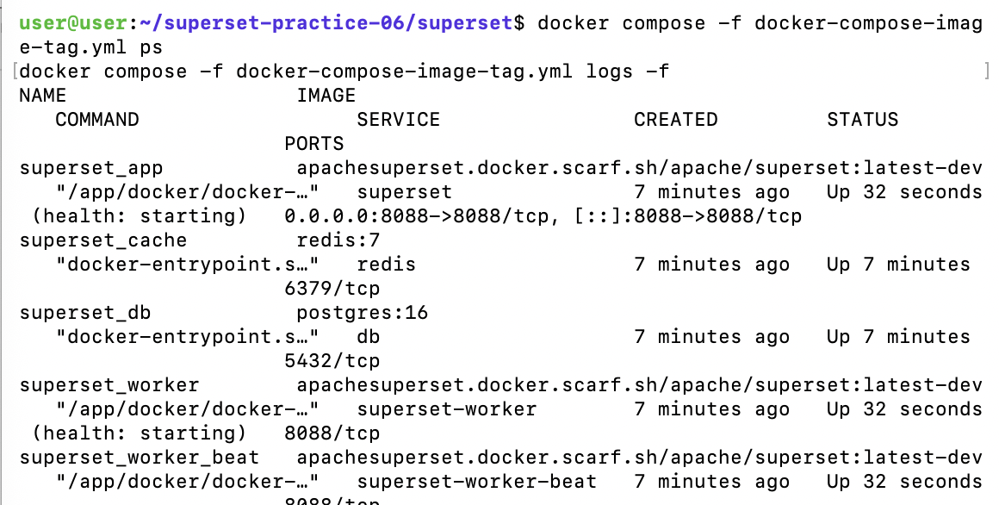 user@user:~/superset-practice-06/superset$ docker compose -f docker-compose-imag
e-tag.yml ps
[docker compose -f docker-compose-image-tag.yml logs -f ]
NAME IMAGE
COMMAND SERVICE CREATED STATUS
PORTS
superset_app apachesuperset.docker.scarf.sh/apache/superset:latest-dev
"/app/docker/docker-…" superset 7 minutes ago Up 32 seconds
(health: starting) 0.0.0.0:8088->8088/tcp, [::]:8088->8088/tcp
superset_cache redis:7
"docker-entrypoint.s…" redis 7 minutes ago Up 7 minutes
6379/tcp
superset_db postgres:16
"docker-entrypoint.s…" db 7 minutes ago Up 7 minutes
5432/tcp
superset_worker apachesuperset.docker.scarf.sh/apache/superset:latest-dev
"/app/docker/docker-…" superset-worker 7 minutes ago Up 32 seconds
(health: starting) 8088/tcp
superset_worker_beat apachesuperset.docker.scarf.sh/apache/superset:latest-dev
"/app/docker/docker-…" superset-worker-beat 7 minutes ago Up 32 seconds
8088/tcp